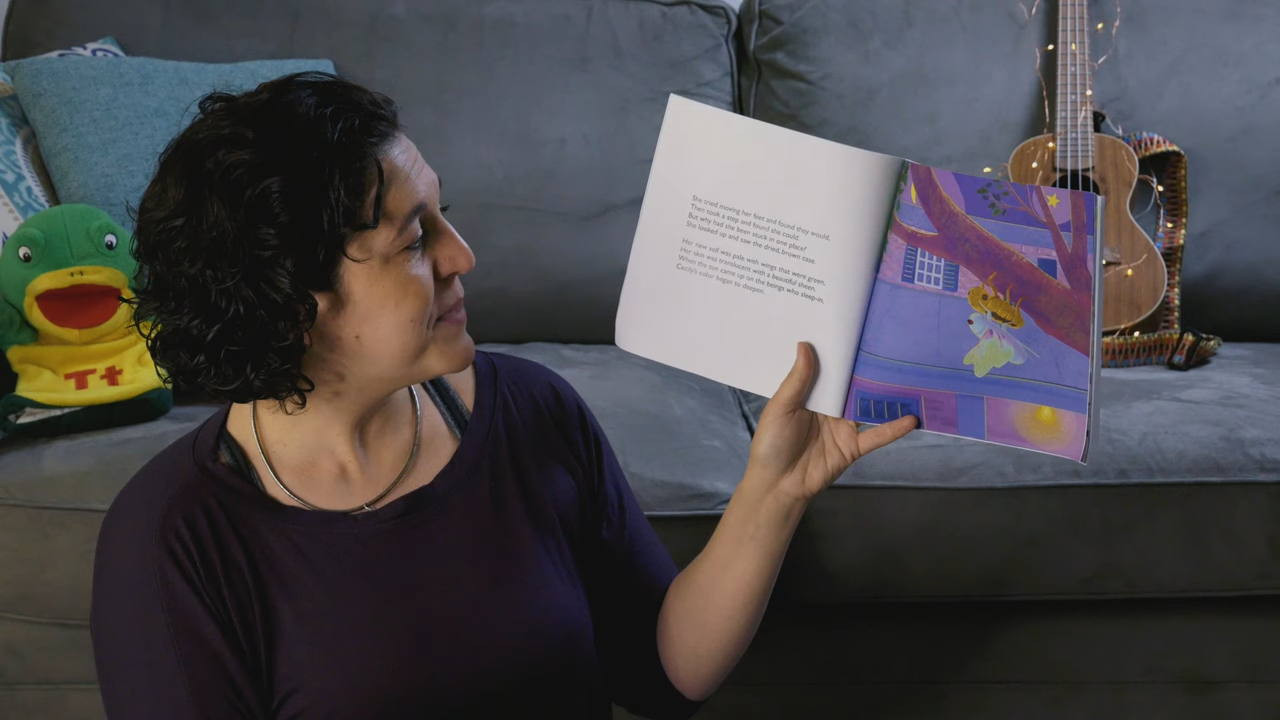 She tried moving her feet and found they would,
Then took a step and found she could.
But why had she been stuck in one place?
She looked up and saw the dried, brown case.
Her new self was pale with wings that were green,
Her skin was translucent with a beautiful sheen.
When the sun came up on the beings who sleep-in,
Cecily's color began to deepen.
Tt